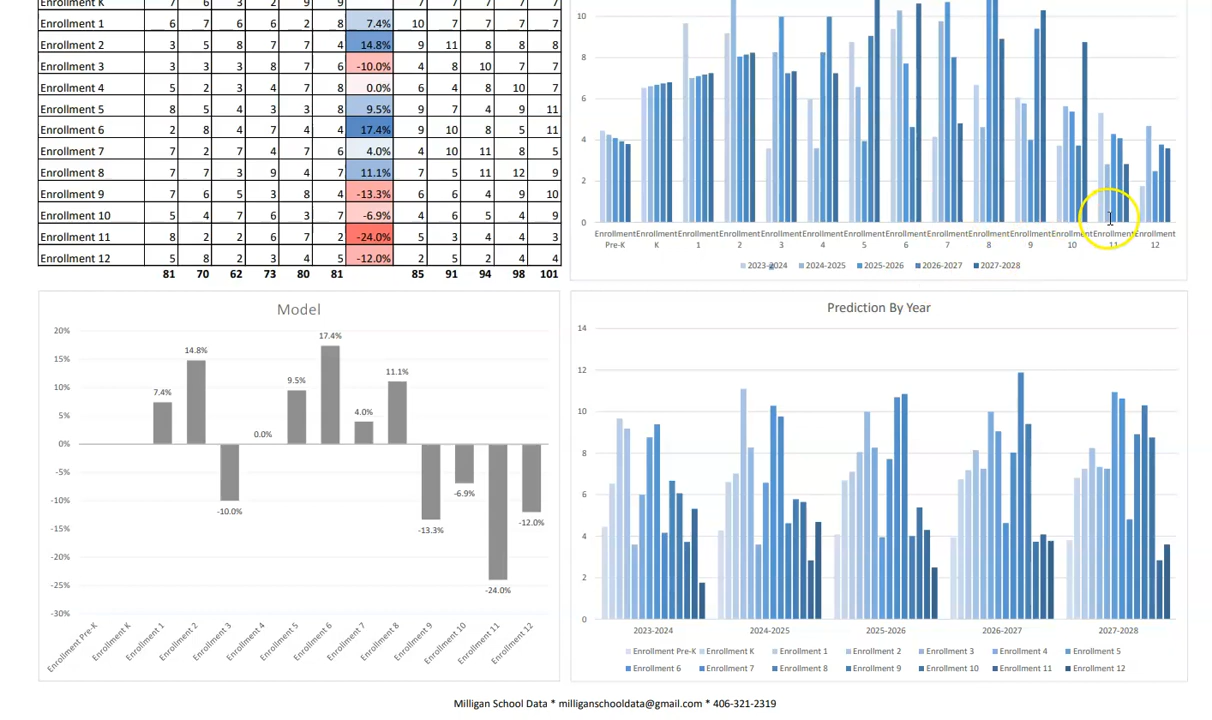 Enrollment K 7 6 3 2 9 9 7 7 7 7 7
Enrollment 1 6 7 6 6 2 8 7.4% 10 7 7 7 7
Enrollment 2 3 5 8 7 7 4 14.8% 9 11 8 8 8
Enrollment 3 3 3 3 8 7 6 -10.0% 4 8 10 7 7
Enrollment 4 5 2 3 4 7 8 0.0% 6 4 8 10 7
Enrollment 5 8 5 4 3 3 8 9.5% 9 7 4 9 11
Enrollment 6 2 8 4 7 4 4 17.4% 9 10 8 5 11
Enrollment 7 7 2 7 4 7 6 4.0% 4 10 11 8 5
Enrollment 8 7 7 3 9 4 7 11.1% 7 5 11 12 9
Enrollment 9 7 6 5 3 8 4 -13.3% 6 6 4 9 10
Enrollment 10 5 4 7 6 3 7 -6.9% 4 6 5 4 9
Enrollment 11 8 2 2 6 7 2 -24.0% 5 3 4 4 3
Enrollment 12 5 8 2 3 4 5 -12.0% 2 5 2 4 4
81 70 62 73 80 81 85 91 94 98 101
10
8
6
4
2
0
Enrollment Enrollment Enrollment Enrollment Enrollment Enrollment Enrollment Enrollment Enrollment Enrollment Enrollment Enrollment Enrollment Enrollment
Pre-K K 1 2 3 4 5 6 7 8 9 10 11 12
2023-2024 2024-2025 2025-2026 2026-2027 2027-2028
Model
20%
15%
10%
5%
0%
-5%
-10%
-15%
-20%
-25%
-30%
7.4%
14.8%
-10.0%
0.0%
9.5%
17.4%
4.0%
11.1%
-13.3%
-6.9%
-24.0%
-12.0%
Enrollment Pre-K
Enrollment K
Enrollment 1
Enrollment 2
Enrollment 3
Enrollment 4
Enrollment 5
Enrollment 6
Enrollment 7
Enrollment 8
Enrollment 9
Enrollment 10
Enrollment 11
Enrollment 12
Prediction By Year
14
12
10
8
6
4
2
0
2023-2024 2024-2025 2025-2026 2026-2027 2027-2028
Enrollment Pre-K Enrollment K Enrollment 1 Enrollment 2 Enrollment 3 Enrollment 4 Enrollment 5
Enrollment 6 Enrollment 7 Enrollment 8 Enrollment 9 Enrollment 10 Enrollment 11 Enrollment 12
Milligan School Data * milliganschooldata@gmail.com * 406-321-2319